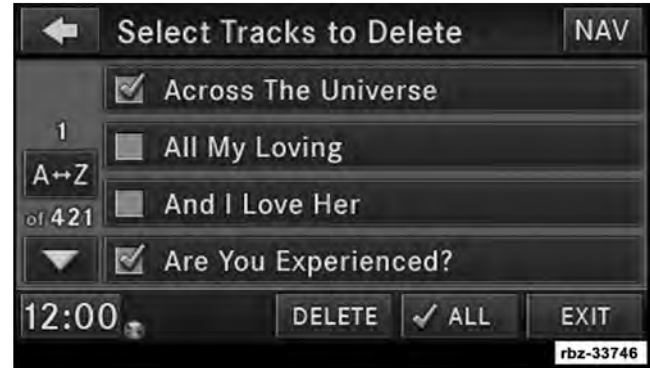 Select Tracks to Delete NAV
Across The Universe
1
All My Loving
A↔Z
of 421
And I Love Her
Are You Experienced?
12:00 DELETE ✓ ALL EXIT
rbz-33746